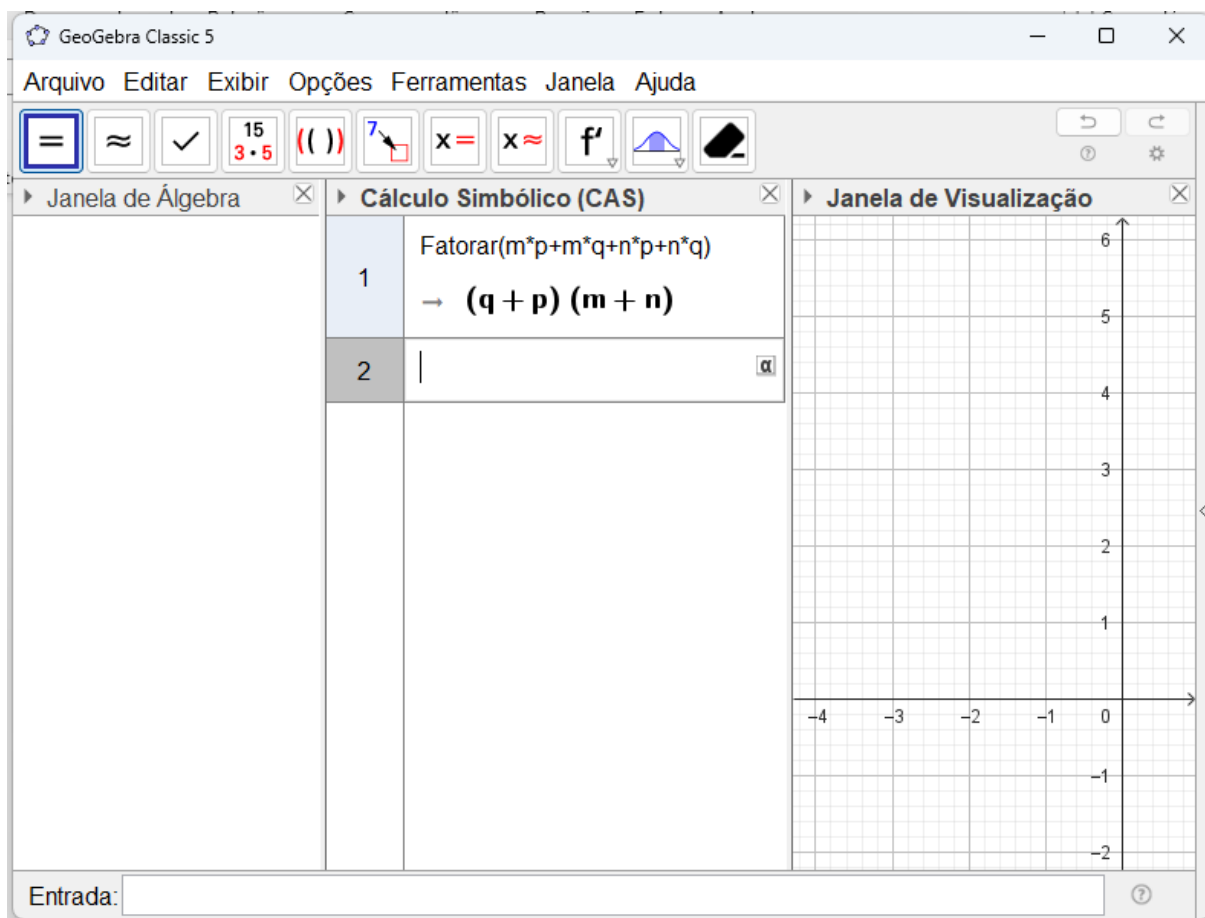 GeoGebra Classic 5
Arquivo Editar Exibir Opções Ferramentas Janela Ajuda
= ≈ ✓ 15 3·5 (( )) 7 x= x≈ f′
Janela de Álgebra
Cálculo Simbólico (CAS)
Janela de Visualização
1
Fatorar(m*p+m*q+n*p+n*q)
→ (q + p) (m + n)
2
α
6
5
4
3
2
1
–4 –3 –2 –1 0
–1
–2
Entrada: